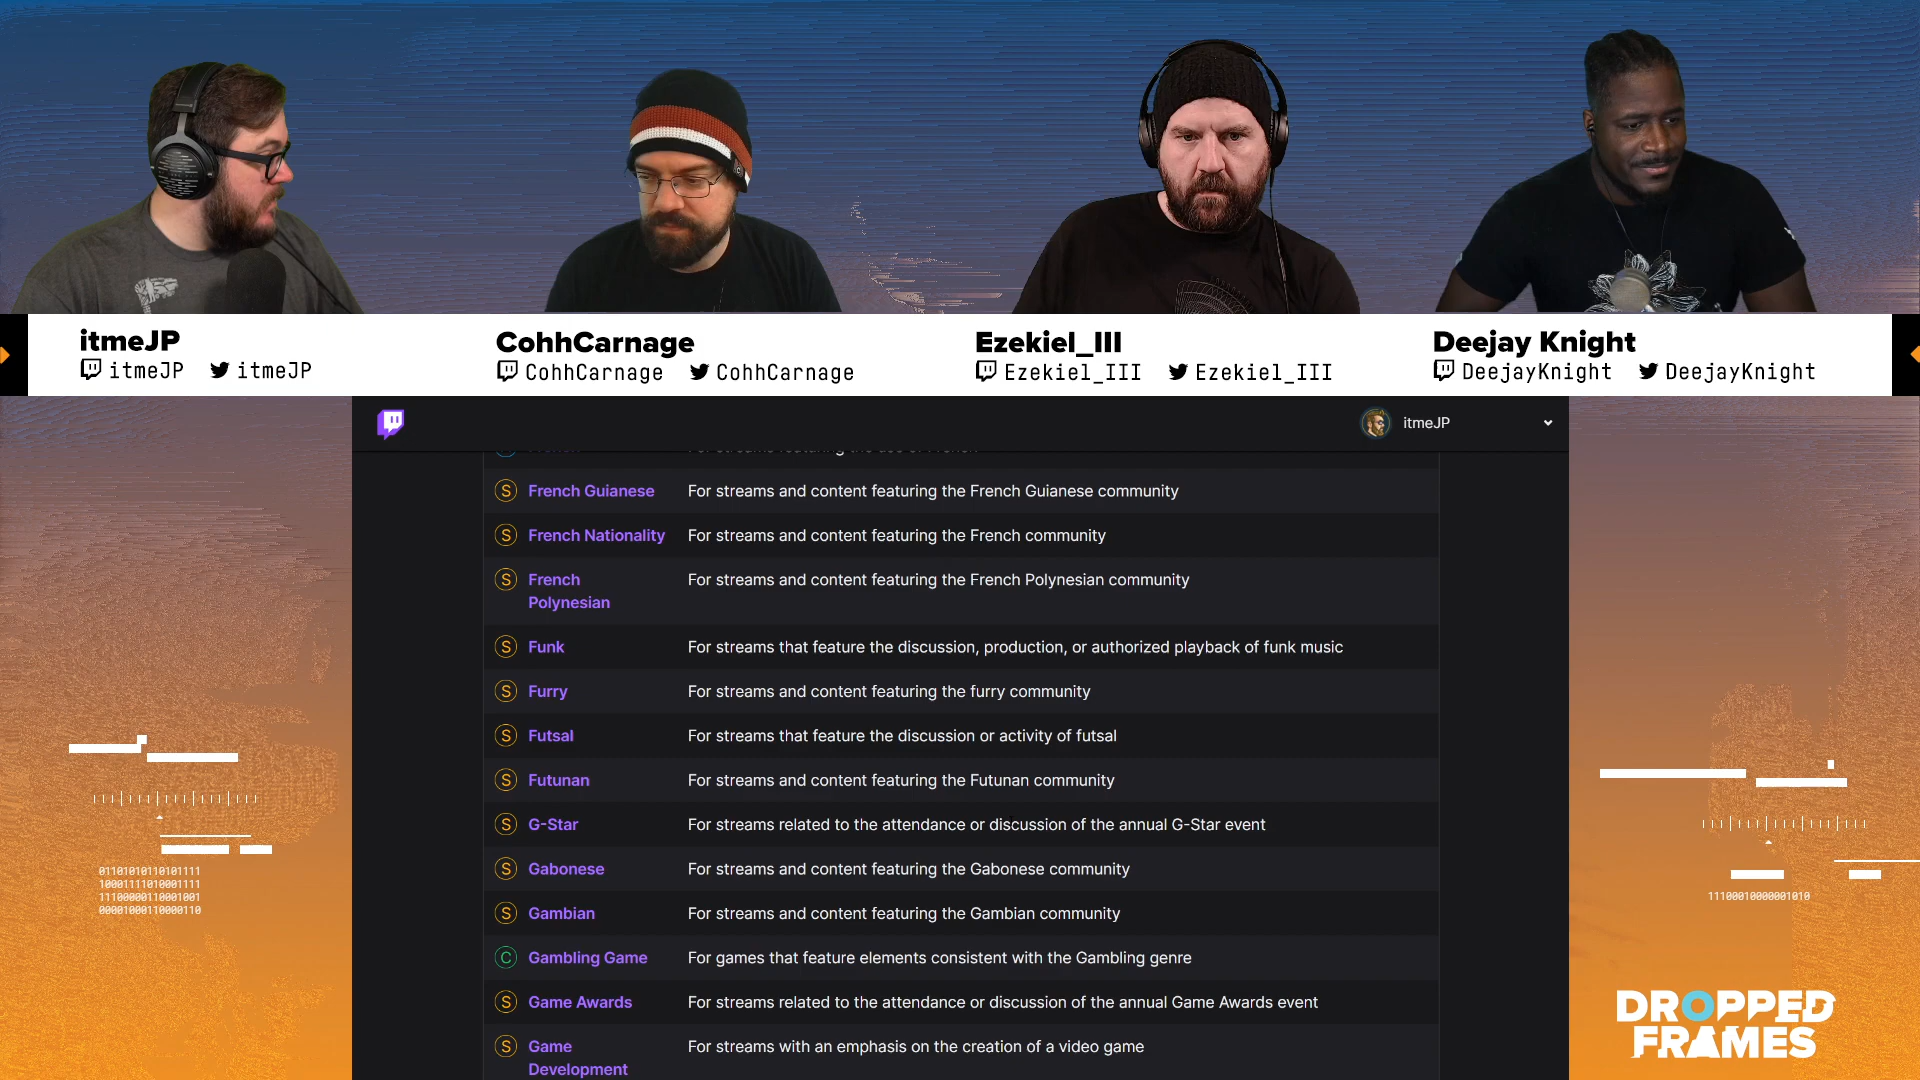 itmeJP
itmeJP itmeJP
CohhCarnage
CohhCarnage CohhCarnage
Ezekiel_III
Ezekiel_III Ezekiel_III
Deejay Knight
DeejayKnight DeejayKnight
itmeJP
S French Guianese For streams and content featuring the French Guianese community
S French Nationality For streams and content featuring the French community
S French Polynesian For streams and content featuring the French Polynesian community
S Funk For streams that feature the discussion, production, or authorized playback of funk music
S Furry For streams and content featuring the furry community
S Futsal For streams that feature the discussion or activity of futsal
S Futunan For streams and content featuring the Futunan community
S G-Star For streams related to the attendance or discussion of the annual G-Star event
S Gabonese For streams and content featuring the Gabonese community
S Gambian For streams and content featuring the Gambian community
C Gambling Game For games that feature elements consistent with the Gambling genre
S Game Awards For streams related to the attendance or discussion of the annual Game Awards event
S Game Development For streams with an emphasis on the creation of a video game
01101010110101111
10001111010001111
11100000110001001
00001000110000110
11100010000001010
DROPPED
FRAMES